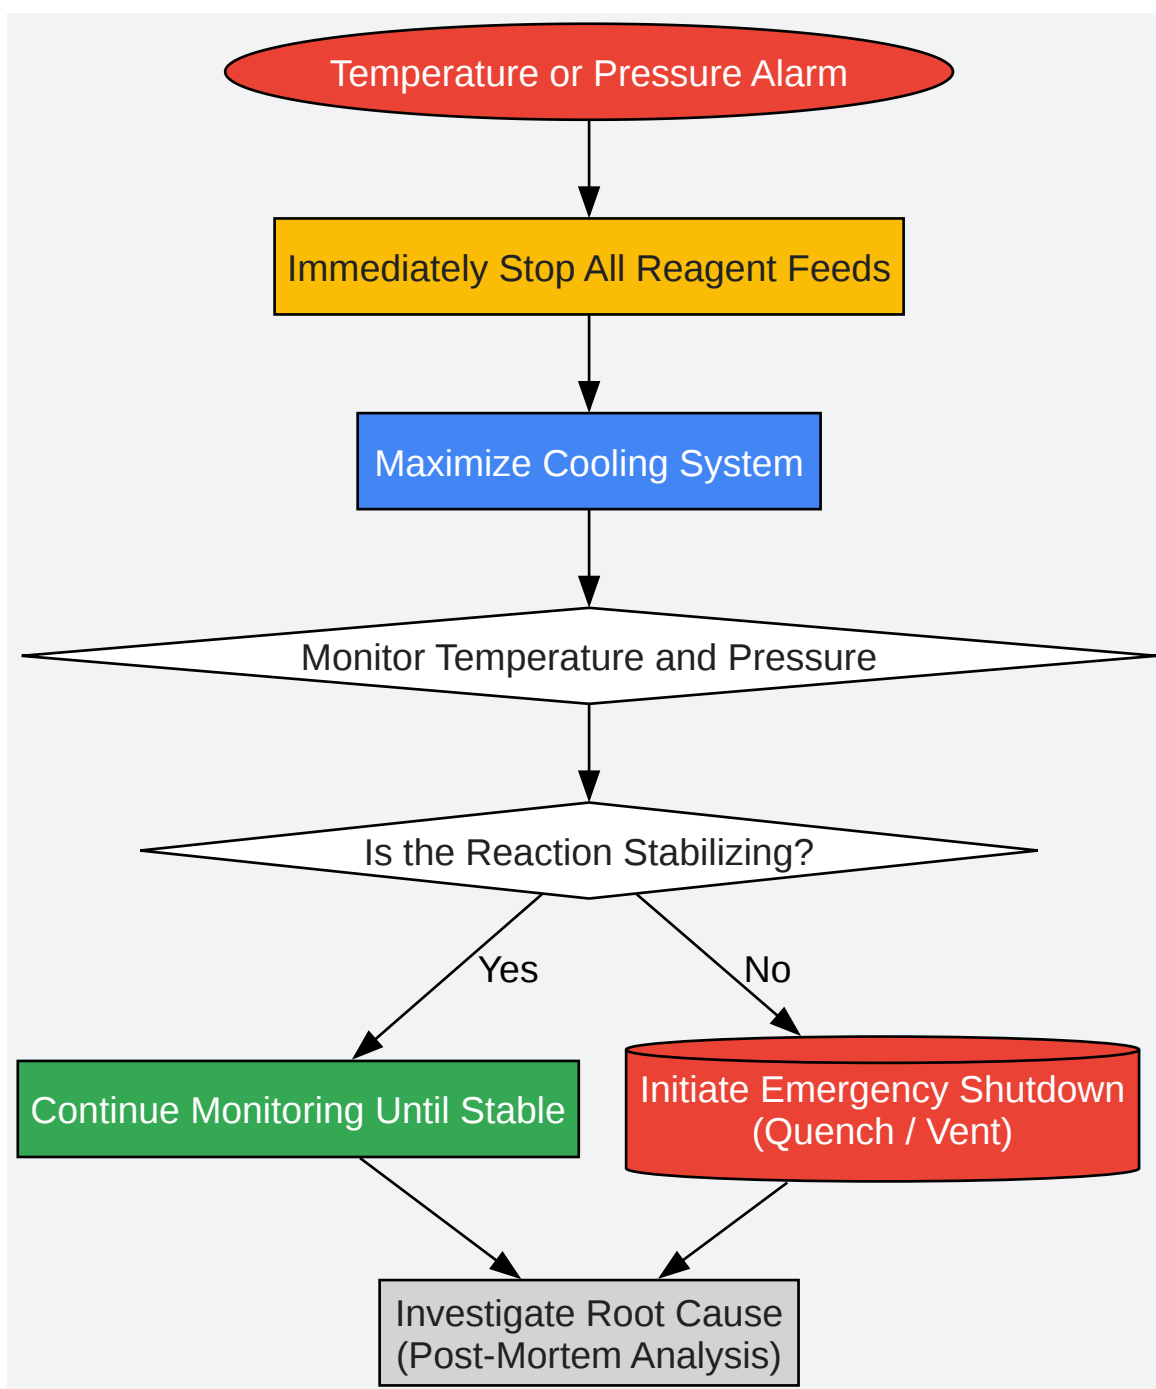 Temperature or Pressure Alarm
Immediately Stop All Reagent Feeds
Maximize Cooling System
Monitor Temperature and Pressure
Is the Reaction Stabilizing?
Yes
No
Continue Monitoring Until Stable
Initiate Emergency Shutdown
(Quench / Vent)
Investigate Root Cause
(Post-Mortem Analysis)